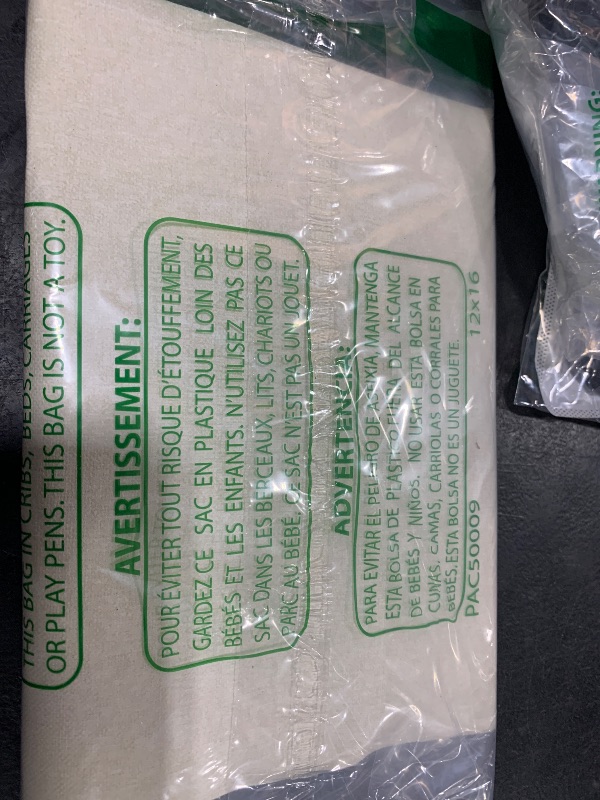 THIS BAG IN CRIBS, BEDS, CARRIAGES
OR PLAY PENS. THIS BAG IS NOT A TOY.
AVERTISSEMENT:
POUR ÉVITER TOUT RISQUE D'ÉTOUFFEMENT,
GARDEZ CE SAC EN PLASTIQUE LOIN DES
BÉBÉS ET LES ENFANTS. N'UTILISEZ PAS CE
SAC DANS LES BERCEAUX, LITS, CHARIOTS OU
PARC AU BÉBÉ. CE SAC N'EST PAS UN JOUET.
ADVERTENCIA:
PARA EVITAR EL PELIGRO DE ASFIXIA, MANTENGA
ESTA BOLSA DE PLASTICO FUERA DEL ALCANCE
DE BEBÉS Y NIÑOS. NO USAR ESTA BOLSA EN
CUNAS, CAMAS, CARRIOLAS O CORRALES PARA
BEBÉS. ESTA BOLSA NO ES UN JUGUETE.
PAC50009 12x16
WARNING: